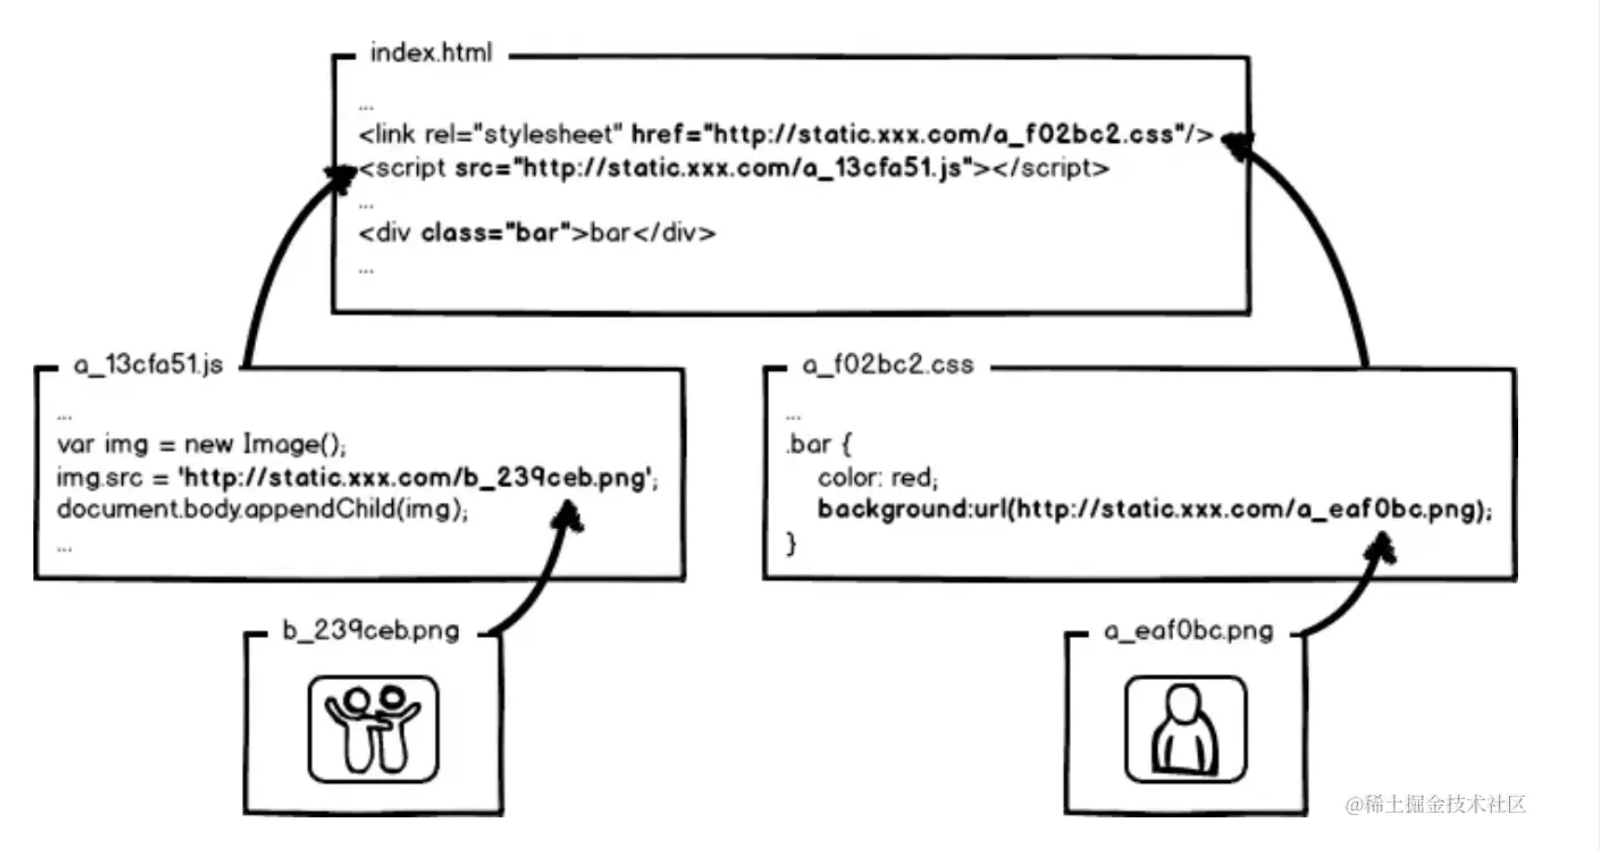 index.html
...
<link rel="stylesheet" href="http://static.xxx.com/a_f02bc2.css"/>
<script src="http://static.xxx.com/a_13cfa51.js"></script>
...
<div class="bar">bar</div>
...
a_13cfa51.js
...
var img = new Image();
img.src = 'http://static.xxx.com/b_239ceb.png';
document.body.appendChild(img);
...
a_f02bc2.css
...
.bar {
color: red;
background:url(http://static.xxx.com/a_eaf0bc.png);
}
b_239ceb.png
a_eaf0bc.png
@稀土掘金技术社区